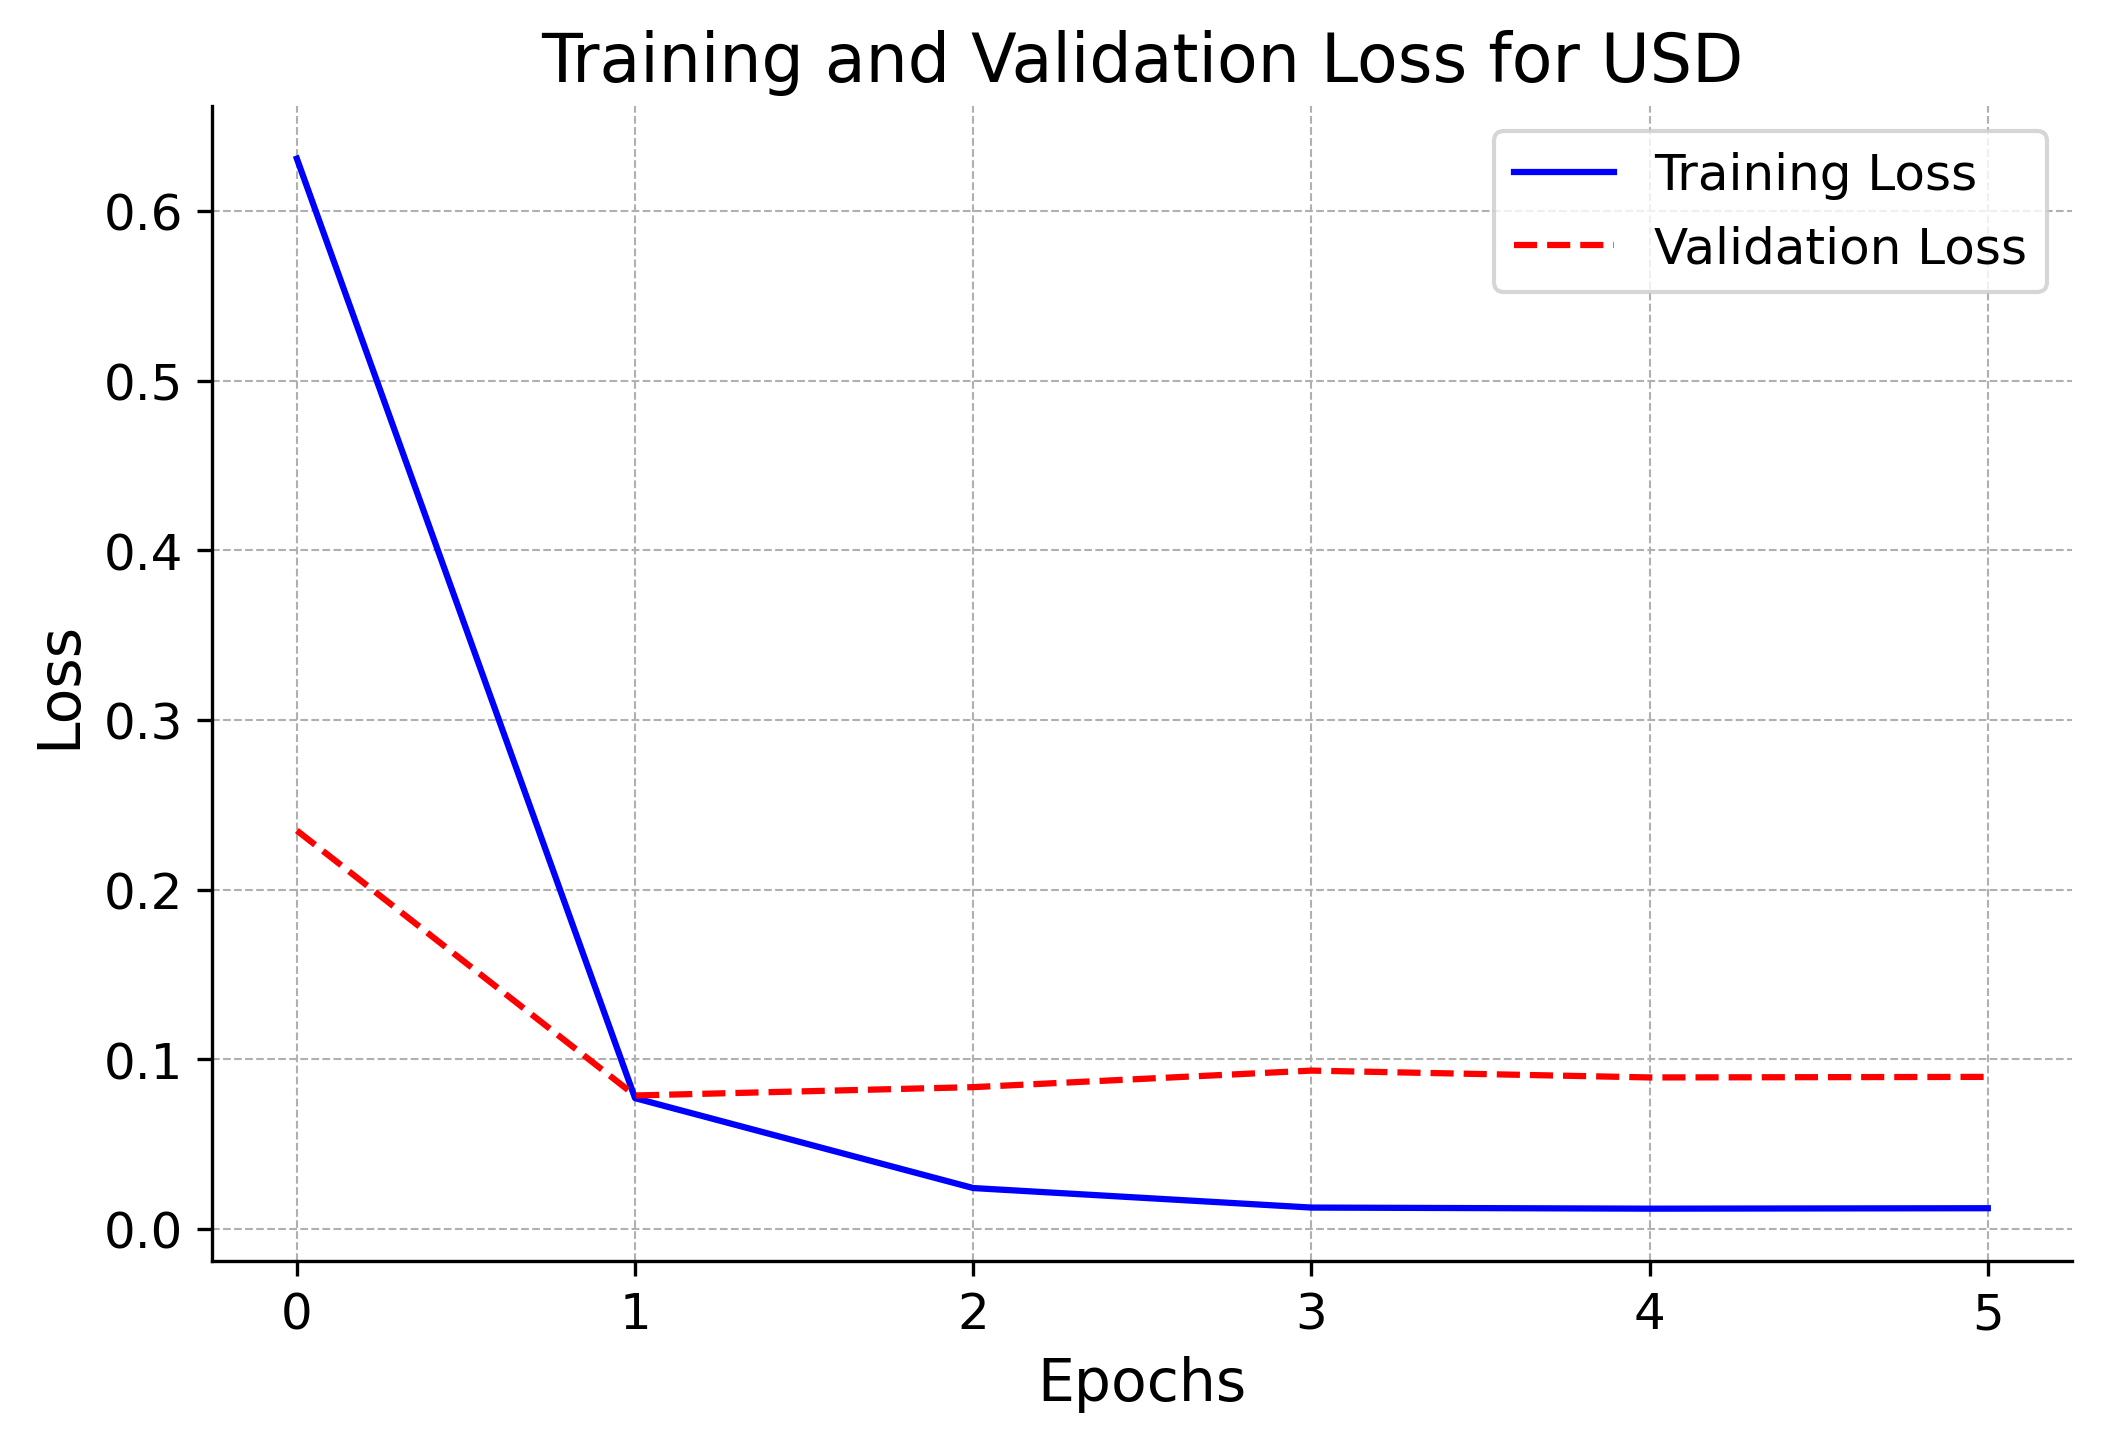 Training and Validation Loss for USD
Training Loss
Validation Loss
0.6
0.5
0.4
0.3
0.2
0.1
0.0
Loss
0 1 2 3 4 5
Epochs